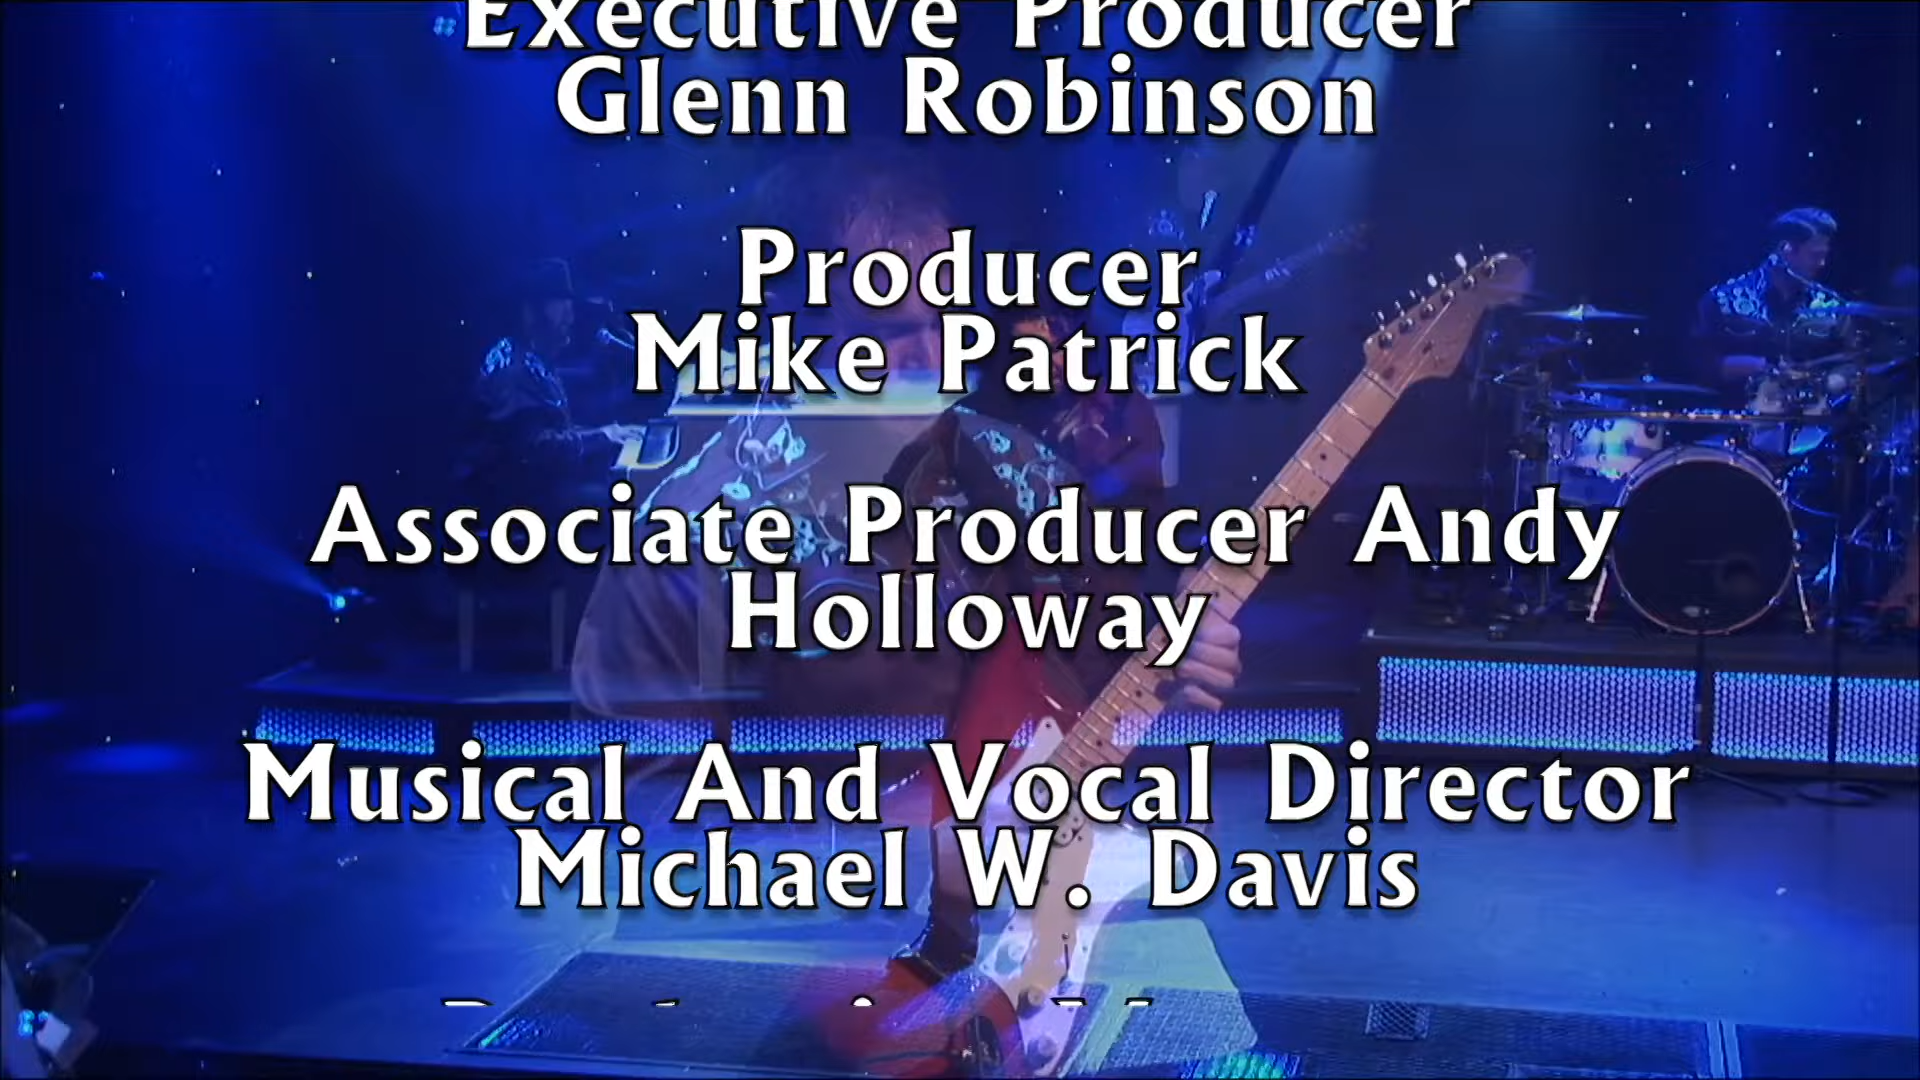 Executive Producer
Glenn Robinson
Producer
Mike Patrick
Associate Producer Andy
Holloway
Musical And Vocal Director
Michael W. Davis